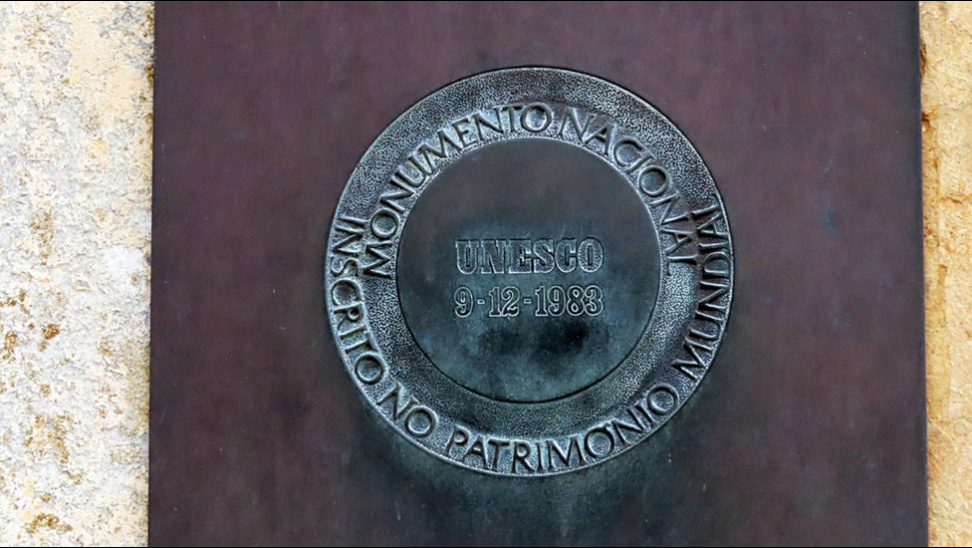 MONUMENTO NACIONAL
INSCRITO NO PATRIMÓNIO MUNDIAL
UNESCO
9-12-1983